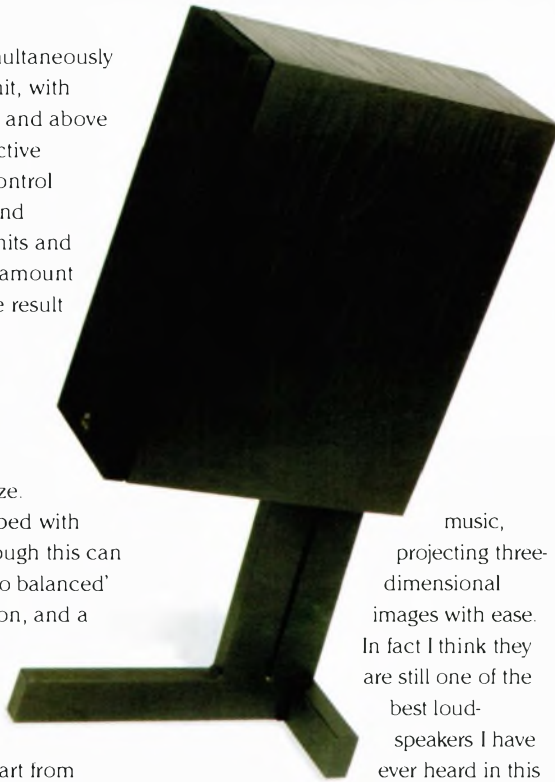 ultaneously
it, with
and above
ctive
ontrol
nd
nits and
amount
e result
ze.
ped with
ough this can
o balanced'
on, and a
art from
music,
projecting three-
dimensional
images with ease.
In fact I think they
are still one of the
best loud-
speakers I have
ever heard in this